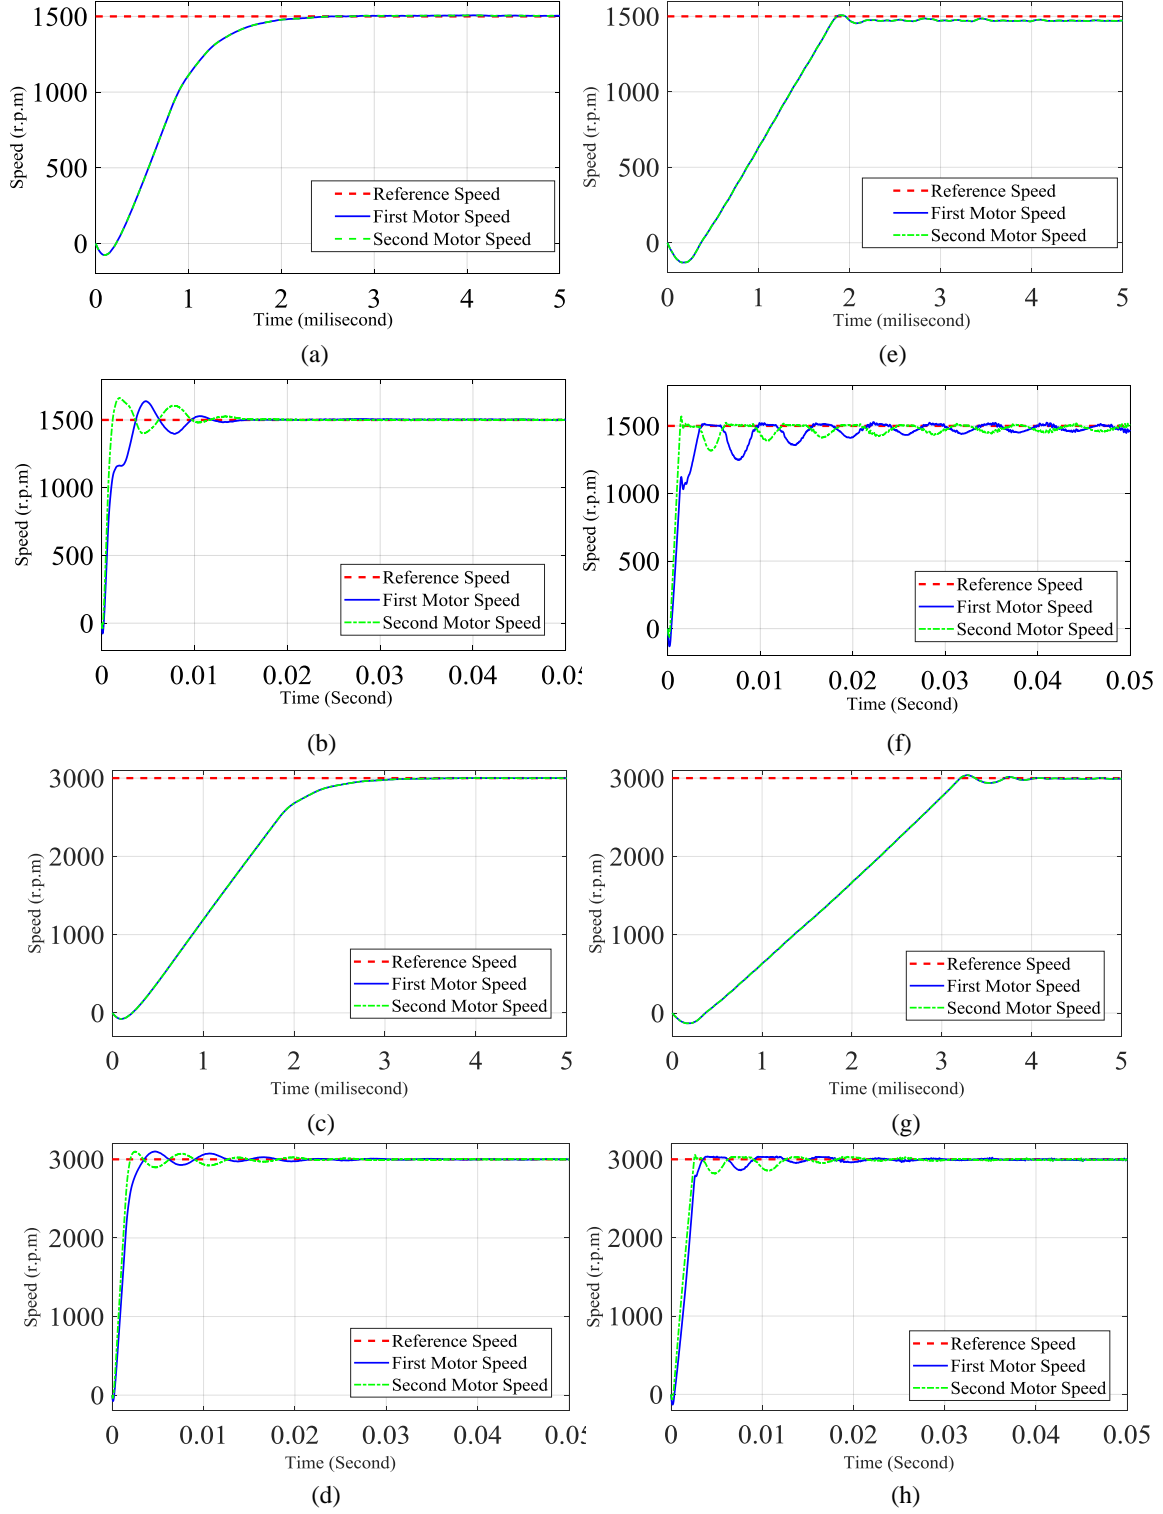 1500
1000
500
0
Speed (r.p.m)
Reference Speed
First Motor Speed
Second Motor Speed
0 1 2 3 4 5
Time (milisecond)
(a)
1500
1000
500
0
Speed (r.p.m)
Reference Speed
First Motor Speed
Second Motor Speed
0 1 2 3 4 5
Time (milisecond)
(e)
1500
1000
500
0
Speed (r.p.m)
Reference Speed
First Motor Speed
Second Motor Speed
0 0.01 0.02 0.03 0.04 0.05
Time (Second)
(b)
1500
1000
500
0
Speed (r.p.m)
Reference Speed
First Motor Speed
Second Motor Speed
0 0.01 0.02 0.03 0.04 0.05
Time (Second)
(f)
3000
2000
1000
0
Speed (r.p.m)
Reference Speed
First Motor Speed
Second Motor Speed
0 1 2 3 4 5
Time (milisecond)
(c)
3000
2000
1000
0
Speed (r.p.m)
Reference Speed
First Motor Speed
Second Motor Speed
0 1 2 3 4 5
Time (milisecond)
(g)
3000
2000
1000
0
Speed (r.p.m)
Reference Speed
First Motor Speed
Second Motor Speed
0 0.01 0.02 0.03 0.04 0.05
Time (Second)
(d)
3000
2000
1000
0
Speed (r.p.m)
Reference Speed
First Motor Speed
Second Motor Speed
0 0.01 0.02 0.03 0.04 0.05
Time (Second)
(h)